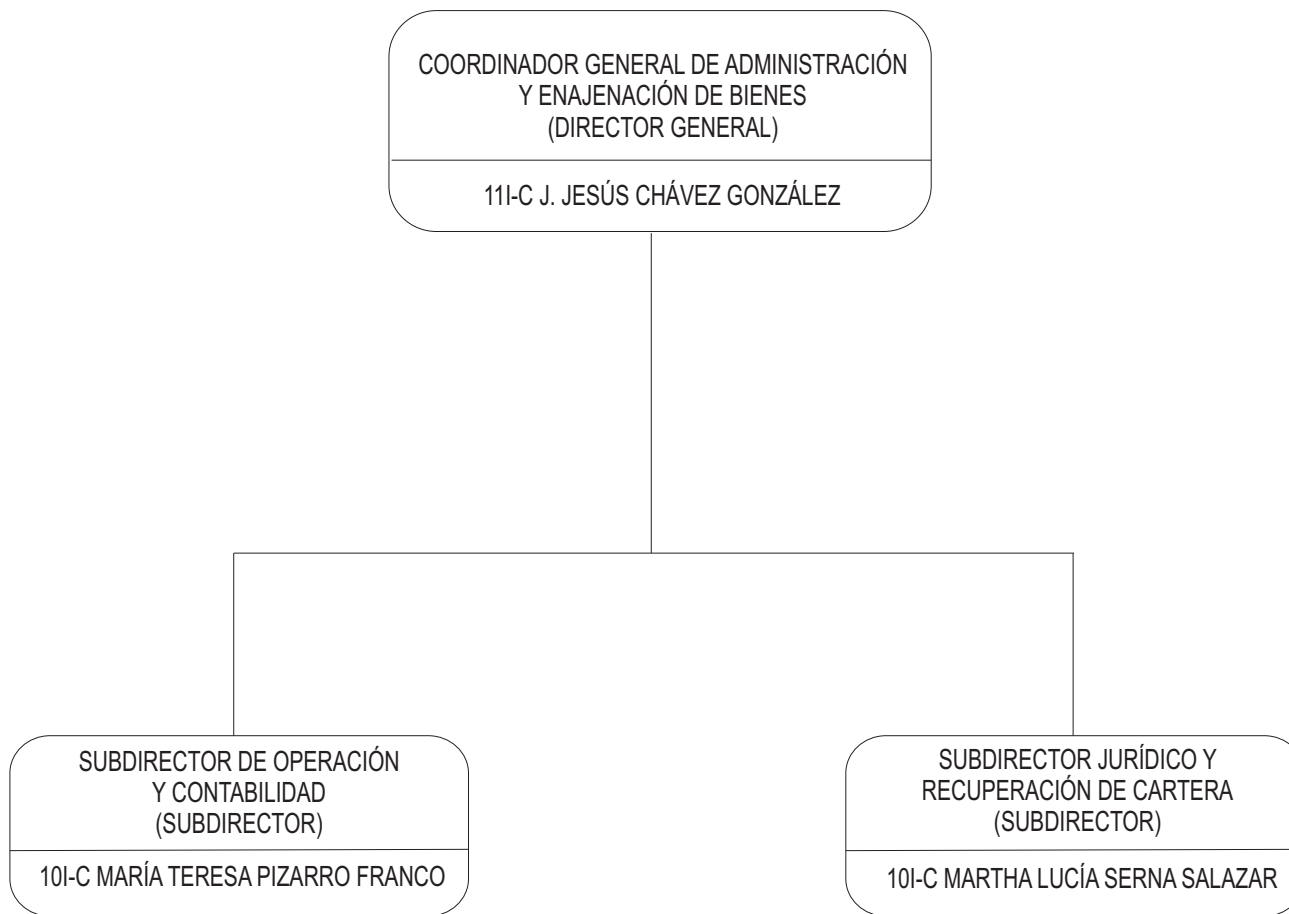 COORDINADOR GENERAL DE ADMINISTRACIÓN
Y ENAJENACIÓN DE BIENES
(DIRECTOR GENERAL)
11I-C J. JESÚS CHÁVEZ GONZÁLEZ
SUBDIRECTOR DE OPERACIÓN
Y CONTABILIDAD
(SUBDIRECTOR)
10I-C MARÍA TERESA PIZARRO FRANCO
SUBDIRECTOR JURÍDICO Y
RECUPERACIÓN DE CARTERA
(SUBDIRECTOR)
10I-C MARTHA LUCÍA SERNA SALAZAR